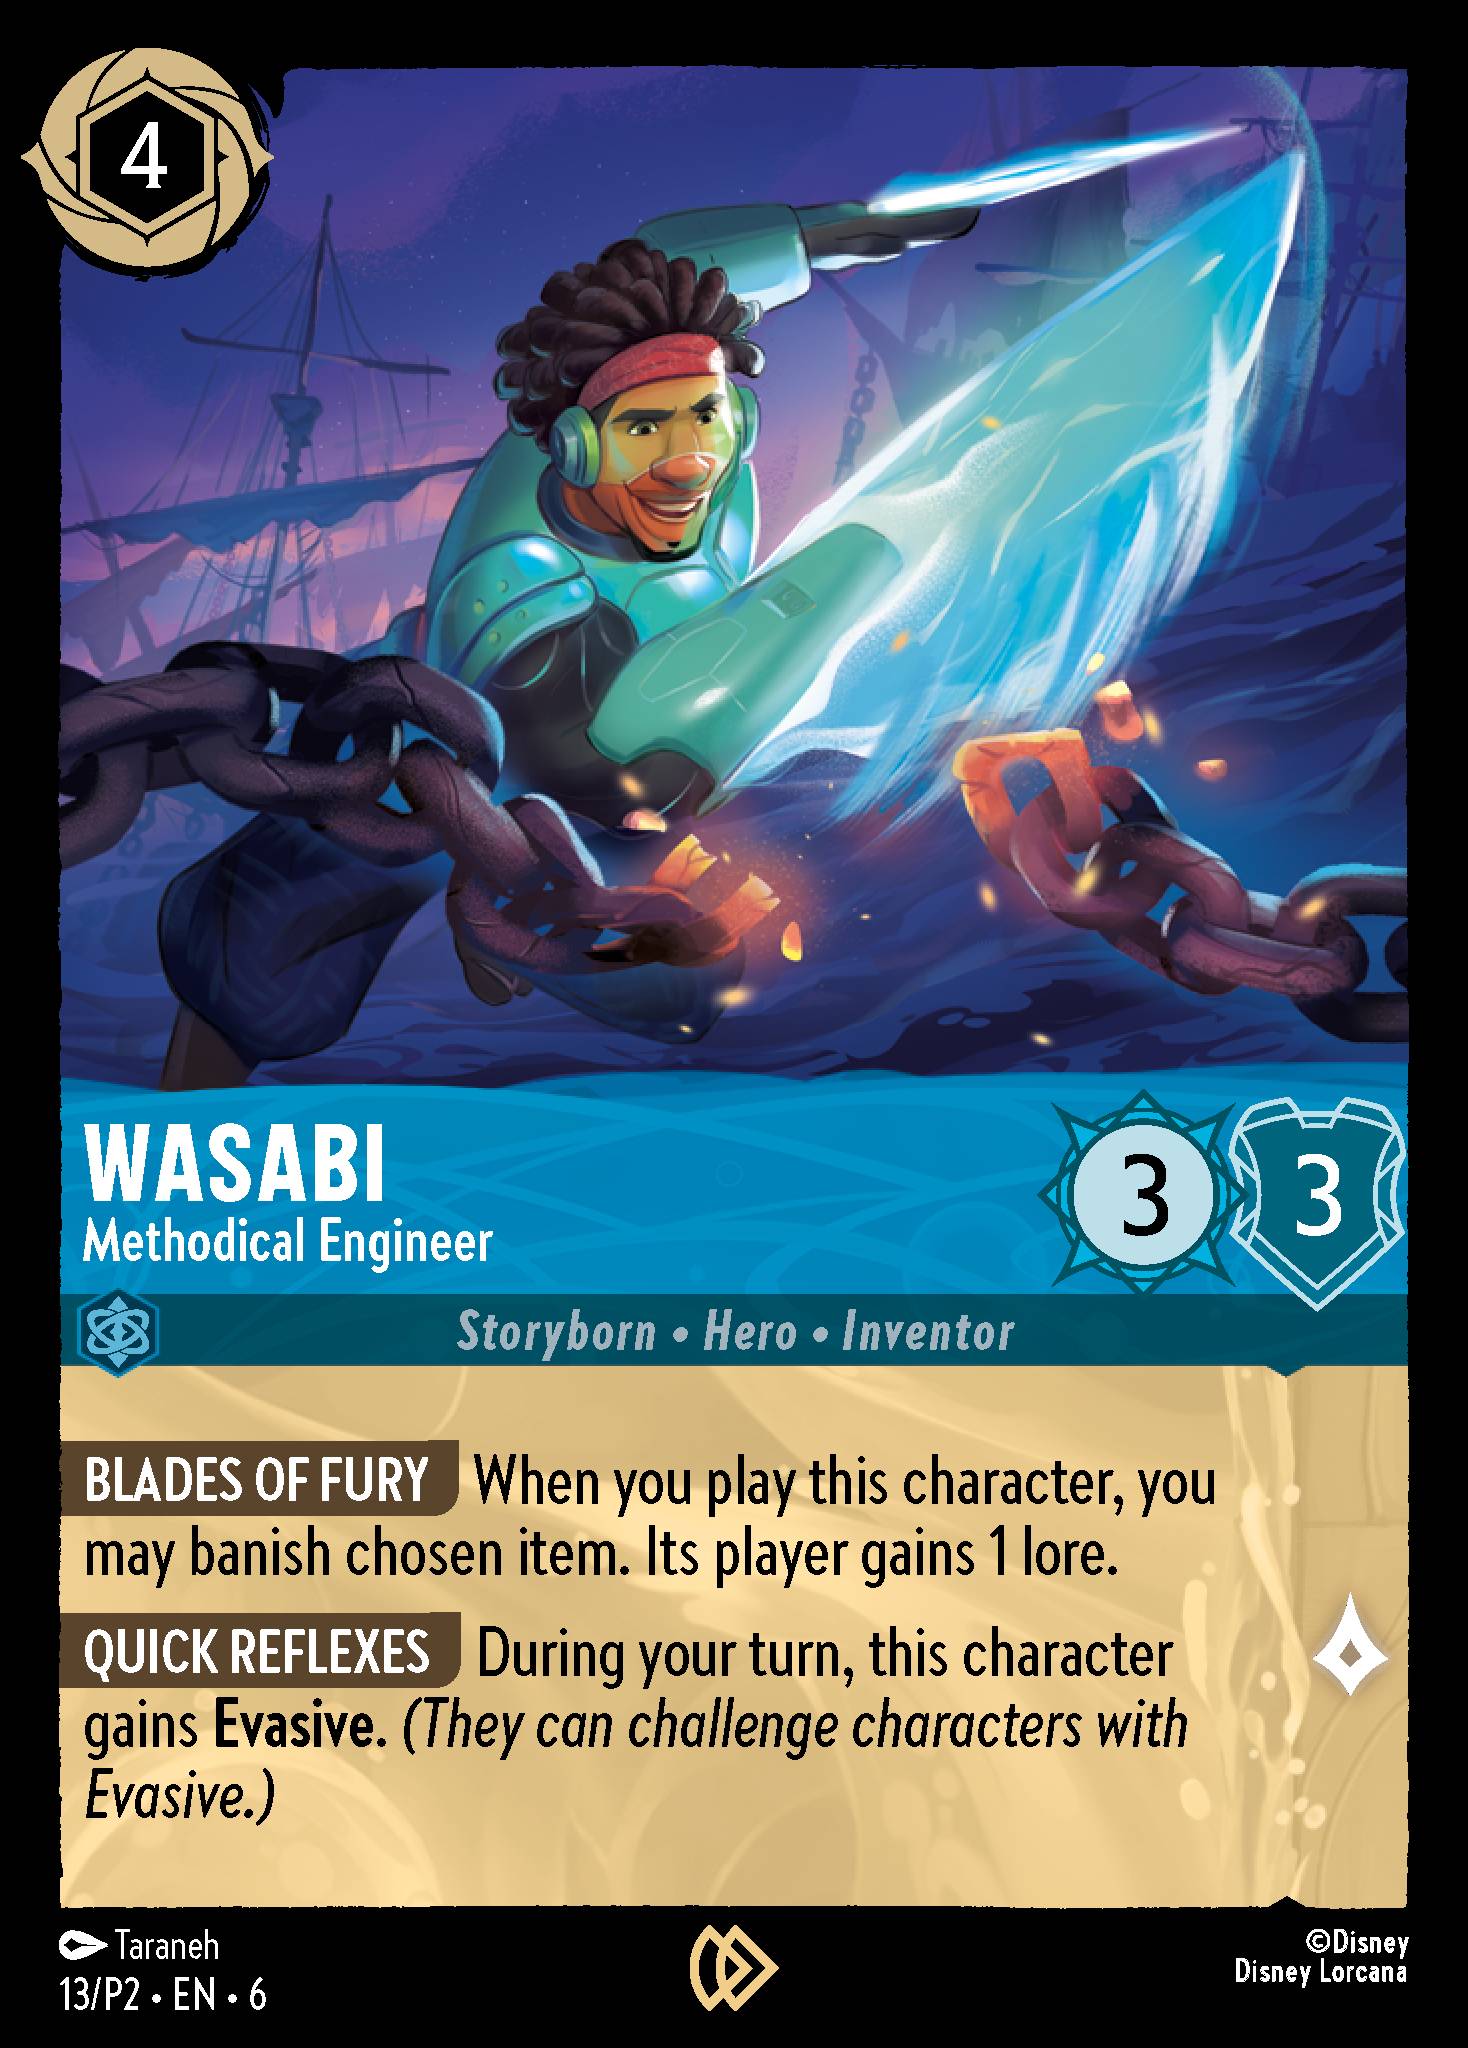 4
WASABI
Methodical Engineer
3 3
Storyborn • Hero • Inventor
BLADES OF FURY When you play this character, you
may banish chosen item. Its player gains 1 lore.
QUICK REFLEXES During your turn, this character
gains Evasive. (They can challenge characters with
Evasive.)
Taraneh
13/P2 • EN • 6
©Disney
Disney Lorcana